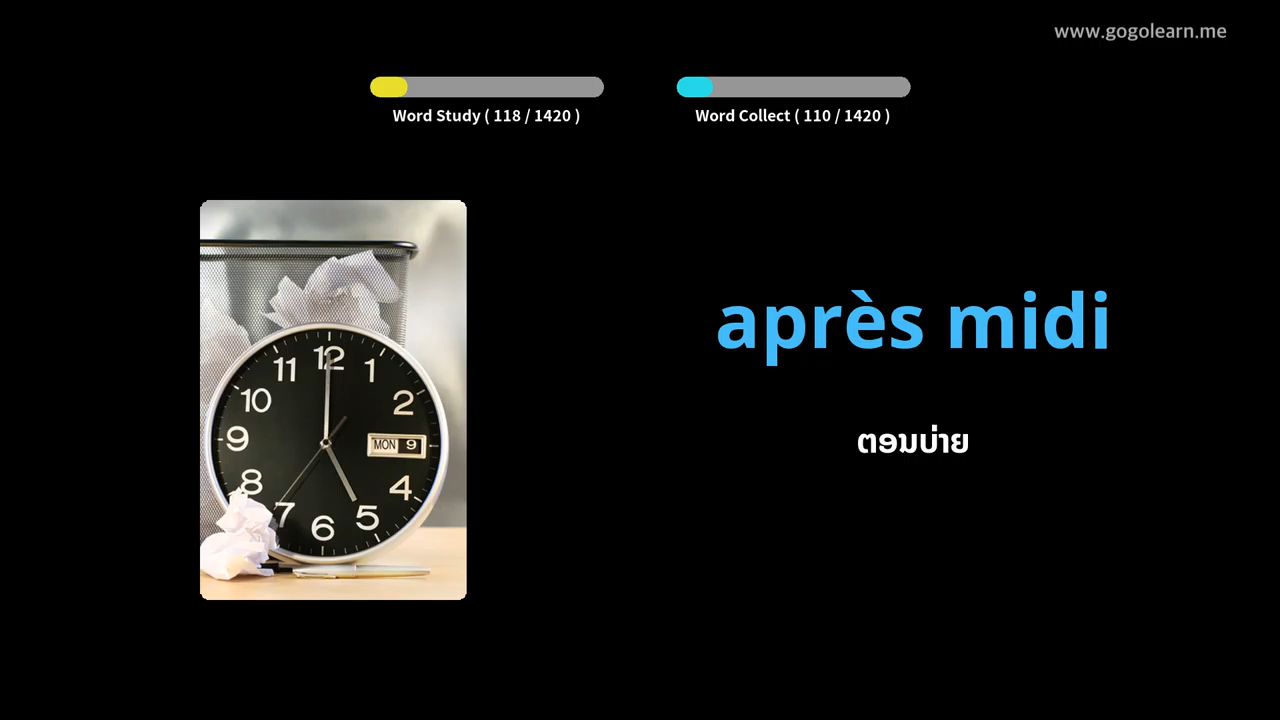 www.gogolearn.me
Word Study ( 118 / 1420 )
Word Collect ( 110 / 1420 )
après midi
ຕອນບ່າຍ
12
11
1
10
2
9
MON 9
8
4
7
5
6